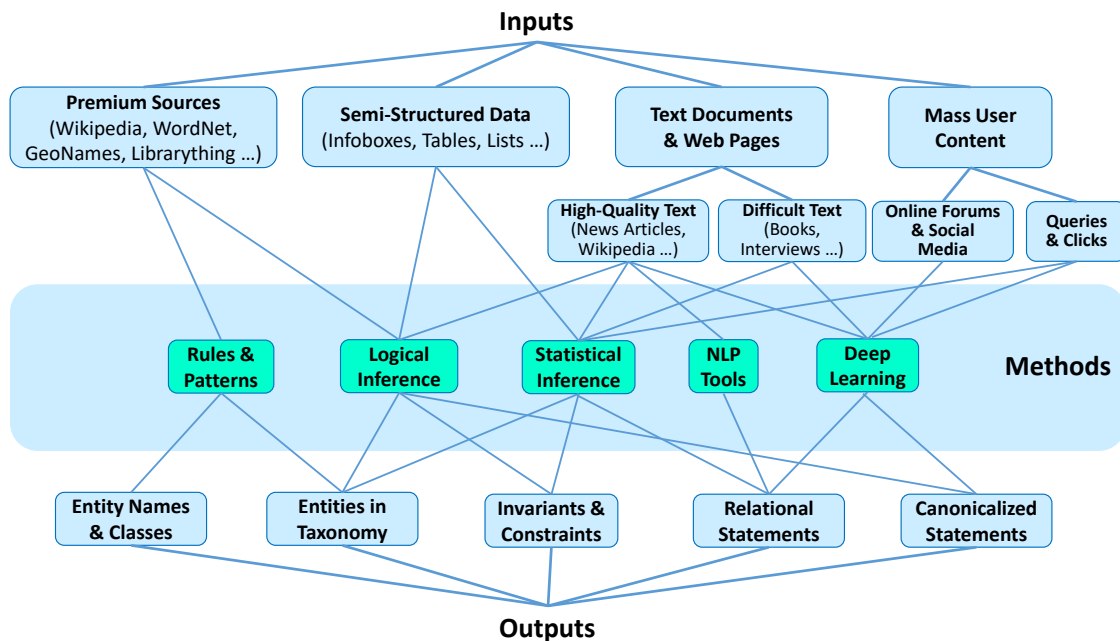 Inputs
Premium Sources
(Wikipedia, WordNet,
GeoNames, Librarything ...)
Semi-Structured Data
(Infoboxes, Tables, Lists ...)
Text Documents
& Web Pages
Mass User
Content
High-Quality Text
(News Articles,
Wikipedia ...)
Difficult Text
(Books,
Interviews ...)
Online Forums
& Social
Media
Queries
& Clicks
Rules &
Patterns
Logical
Inference
Statistical
Inference
NLP
Tools
Deep
Learning
Methods
Entity Names
& Classes
Entities in
Taxonomy
Invariants &
Constraints
Relational
Statements
Canonicalized
Statements
Outputs